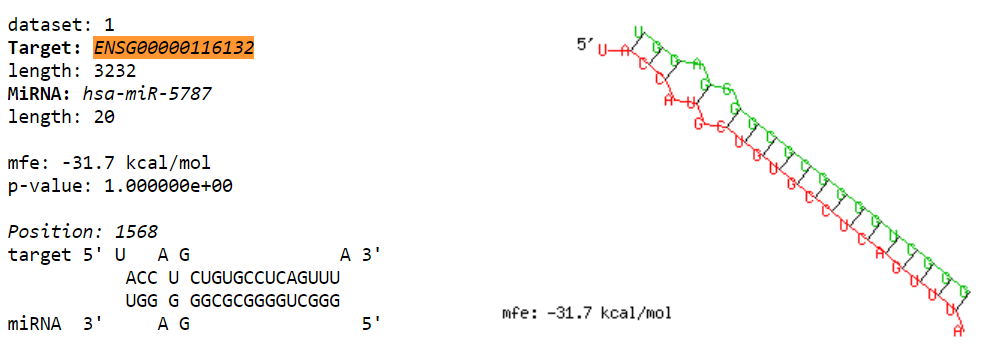 dataset: 1
Target: ENSG00000116132
length: 3232
MiRNA: hsa-miR-5787
length: 20
mfe: -31.7 kcal/mol
p-value: 1.000000e+00
Position: 1568
target 5' U   A G              A 3'
           ACC U CUGUGCCUCAGUUU
           UGG G GGCGCGGGGUCGGG
miRNA  3'     A G                5'
5'
U A C C A U G C U G U G C C U C A G U U U A
U G G A G G G G C G C G G G G U C G G G
mfe: -31.7 kcal/mol